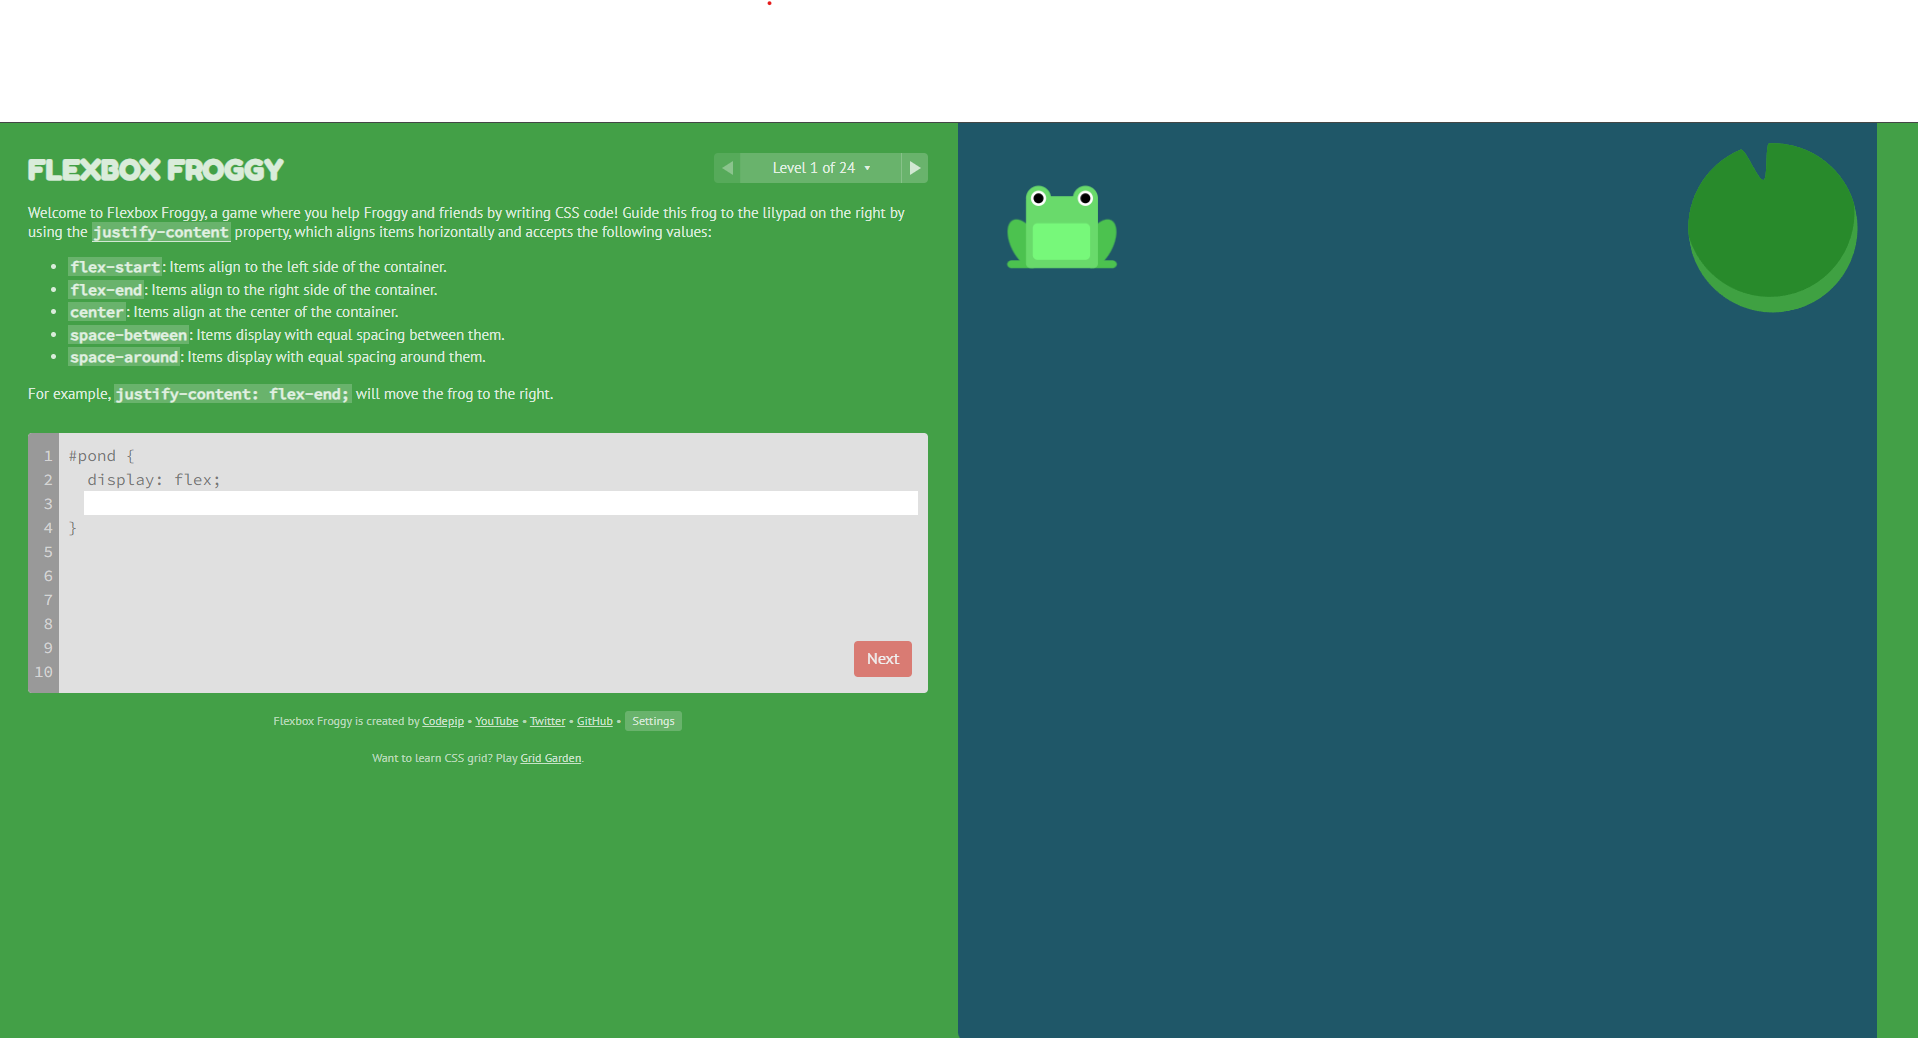 FLEXBOX FROGGY
Level 1 of 24
Welcome to Flexbox Froggy, a game where you help Froggy and friends by writing CSS code! Guide this frog to the lilypad on the right by
using the justify-content property, which aligns items horizontally and accepts the following values:
• flex-start: Items align to the left side of the container.
• flex-end: Items align to the right side of the container.
• center: Items align at the center of the container.
• space-between: Items display with equal spacing between them.
• space-around: Items display with equal spacing around them.
For example, justify-content: flex-end; will move the frog to the right.
1 #pond {
2 display: flex;
3
4 }
5
6
7
8
9
10
Next
Flexbox Froggy is created by Codepip • YouTube • Twitter • GitHub • Settings
Want to learn CSS grid? Play Grid Garden.